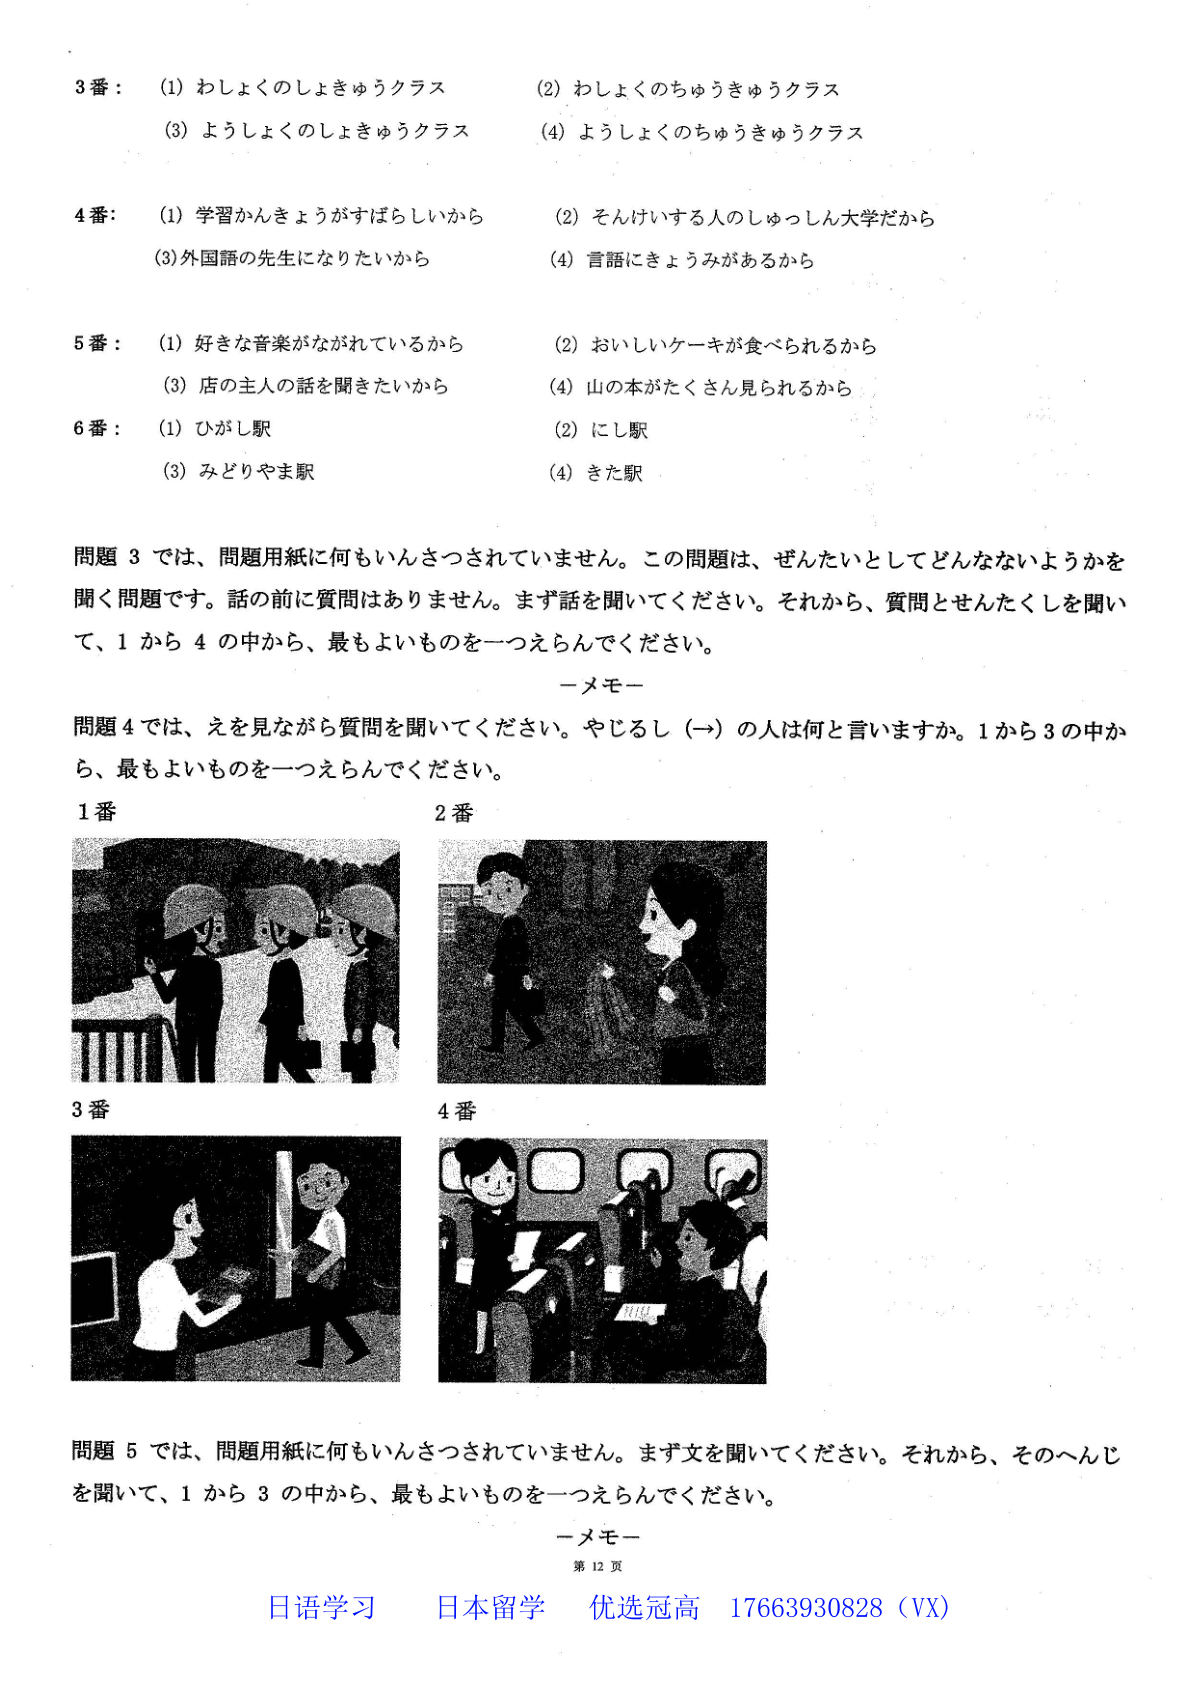 3番： (1) わしょくのしょきゅうクラス (2) わしょくのちゅうきゅうクラス
(3) ようしょくのしょきゅうクラス (4) ようしょくのちゅうきゅうクラス
4番： (1) 学習かんきょうがすばらしいから (2) そんけいする人のしゅっしん大学だから
(3)外国語の先生になりたいから (4) 言語にきょうみがあるから
5番： (1) 好きな音楽がながれているから (2) おいしいケーキが食べられるから
(3) 店の主人の話を聞きたいから (4) 山の本がたくさん見られるから
6番： (1) ひがし駅 (2) にし駅
(3) みどりやま駅 (4) きた駅
問題 3 では、問題用紙に何もいんさつされていません。この問題は、ぜんたいとしてどんなないようかを
聞く問題です。話の前に質問はありません。まず話を聞いてください。それから、質問とせんたくしを聞い
て、1 から 4 の中から、最もよいものを一つえらんでください。
－メモ－
問題4では、えを見ながら質問を聞いてください。やじるし（→）の人は何と言いますか。1から3の中か
ら、最もよいものを一つえらんでください。
1番 2番
3番 4番
問題 5 では、問題用紙に何もいんさつされていません。まず文を聞いてください。それから、そのへんじ
を聞いて、1 から 3 の中から、最もよいものを一つえらんでください。
－メモ－
第 12 页
日语学习 日本留学 优选冠高 17663930828（VX)